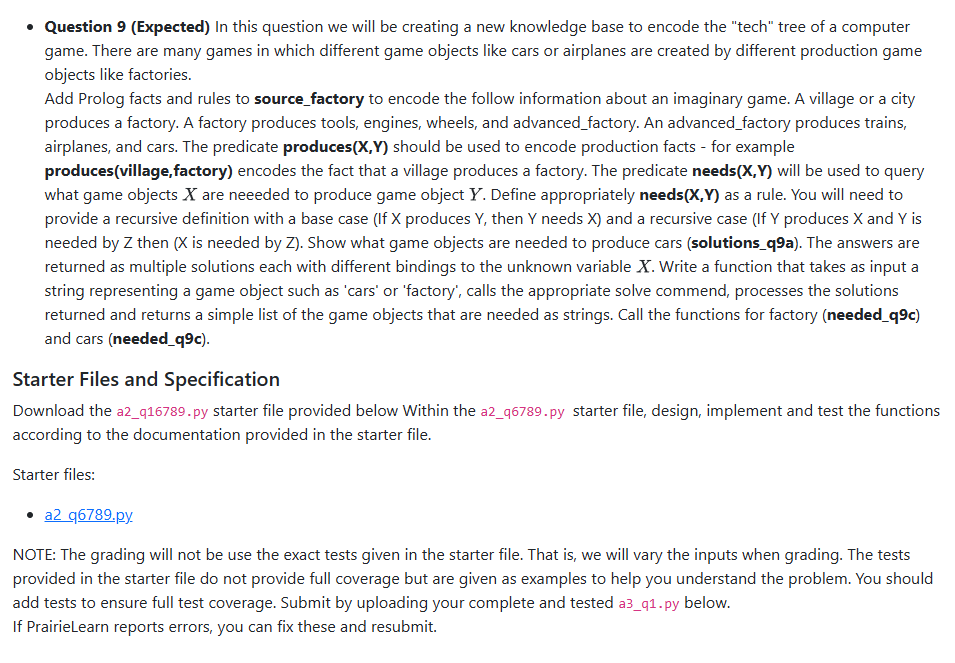 • Question 9 (Expected) In this question we will be creating a new knowledge base to encode the "tech" tree of a computer
game. There are many games in which different game objects like cars or airplanes are created by different production game
objects like factories.
Add Prolog facts and rules to source_factory to encode the follow information about an imaginary game. A village or a city
produces a factory. A factory produces tools, engines, wheels, and advanced_factory. An advanced_factory produces trains,
airplanes, and cars. The predicate produces(X,Y) should be used to encode production facts - for example
produces(village,factory) encodes the fact that a village produces a factory. The predicate needs(X,Y) will be used to query
what game objects X are neeeded to produce game object Y. Define appropriately needs(X,Y) as a rule. You will need to
provide a recursive definition with a base case (If X produces Y, then Y needs X) and a recursive case (If Y produces X and Y is
needed by Z then (X is needed by Z). Show what game objects are needed to produce cars (solutions_q9a). The answers are
returned as multiple solutions each with different bindings to the unknown variable X. Write a function that takes as input a
string representing a game object such as 'cars' or 'factory', calls the appropriate solve commend, processes the solutions
returned and returns a simple list of the game objects that are needed as strings. Call the functions for factory (needed_q9c)
and cars (needed_q9c).
Starter Files and Specification
Download the a2_q16789.py starter file provided below Within the a2_q6789.py starter file, design, implement and test the functions
according to the documentation provided in the starter file.
Starter files:
• a2_q6789.py
NOTE: The grading will not be use the exact tests given in the starter file. That is, we will vary the inputs when grading. The tests
provided in the starter file do not provide full coverage but are given as examples to help you understand the problem. You should
add tests to ensure full test coverage. Submit by uploading your complete and tested a3_q1.py below.
If PrairieLearn reports errors, you can fix these and resubmit.